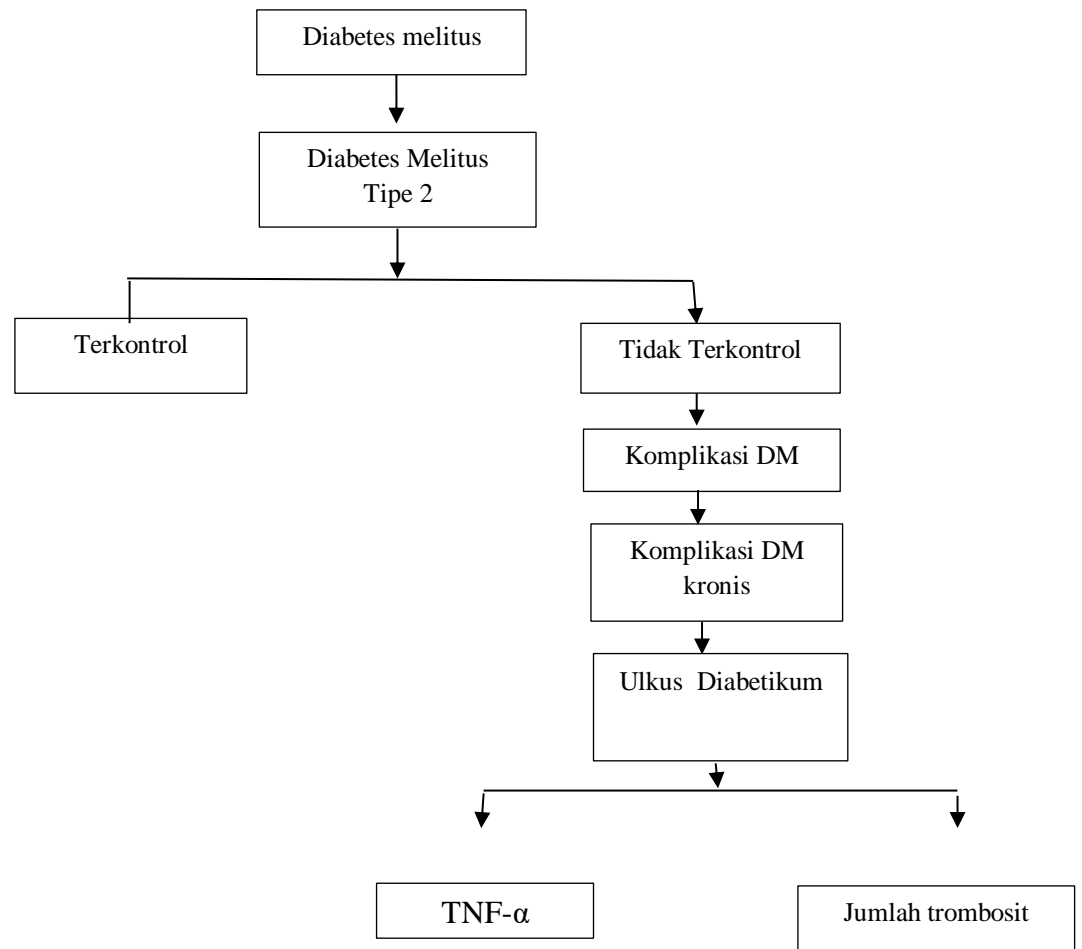 Diabetes melitus
Diabetes Melitus
Tipe 2
Terkontrol
Tidak Terkontrol
Komplikasi DM
Komplikasi DM
kronis
Ulkus Diabetikum
TNF-α
Jumlah trombosit